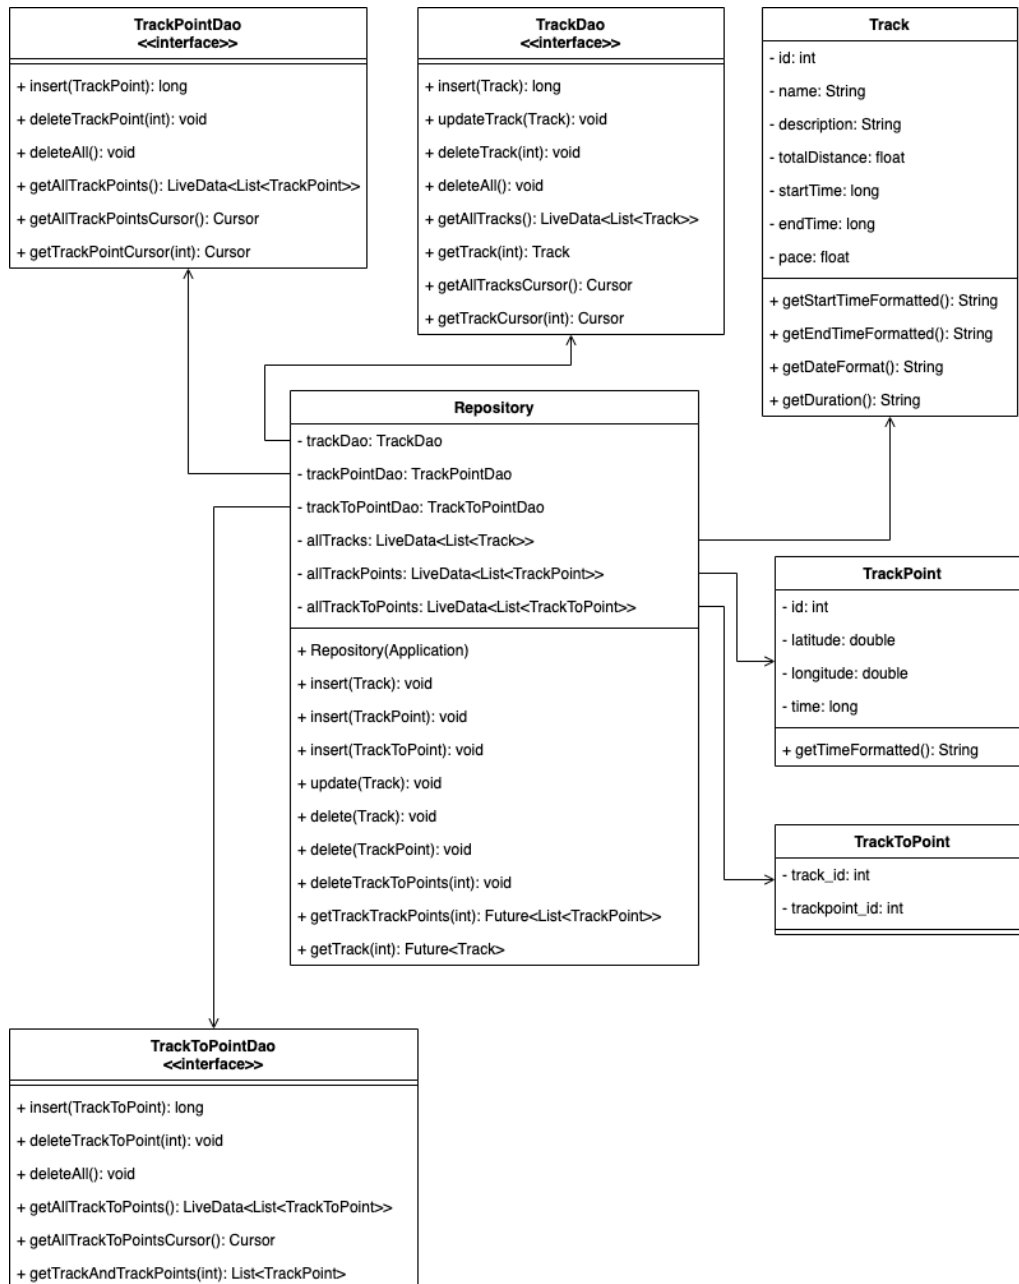 TrackPointDao
<<interface>>
+ insert(TrackPoint): long
+ deleteTrackPoint(int): void
+ deleteAll(): void
+ getAllTrackPoints(): LiveData<List<TrackPoint>>
+ getAllTrackPointsCursor(): Cursor
+ getTrackPointCursor(int): Cursor
TrackDao
<<interface>>
+ insert(Track): long
+ updateTrack(Track): void
+ deleteTrack(int): void
+ deleteAll(): void
+ getAllTracks(): LiveData<List<Track>>
+ getTrack(int): Track
+ getAllTracksCursor(): Cursor
+ getTrackCursor(int): Cursor
Track
- id: int
- name: String
- description: String
- totalDistance: float
- startTime: long
- endTime: long
- pace: float
+ getStartTimeFormatted(): String
+ getEndTimeFormatted(): String
+ getDateFormat(): String
+ getDuration(): String
Repository
- trackDao: TrackDao
- trackPointDao: TrackPointDao
- trackToPointDao: TrackToPointDao
- allTracks: LiveData<List<Track>>
- allTrackPoints: LiveData<List<TrackPoint>>
- allTrackToPoints: LiveData<List<TrackToPoint>>
+ Repository(Application)
+ insert(Track): void
+ insert(TrackPoint): void
+ insert(TrackToPoint): void
+ update(Track): void
+ delete(Track): void
+ delete(TrackPoint): void
+ deleteTrackToPoints(int): void
+ getTrackTrackPoints(int): Future<List<TrackPoint>>
+ getTrack(int): Future<Track>
TrackPoint
- id: int
- latitude: double
- longitude: double
- time: long
+ getTimeFormatted(): String
TrackToPoint
- track_id: int
- trackpoint_id: int
TrackToPointDao
<<interface>>
+ insert(TrackToPoint): long
+ deleteTrackToPoint(int): void
+ deleteAll(): void
+ getAllTrackToPoints(): LiveData<List<TrackToPoint>>
+ getAllTrackToPointsCursor(): Cursor
+ getTrackAndTrackPoints(int): List<TrackPoint>